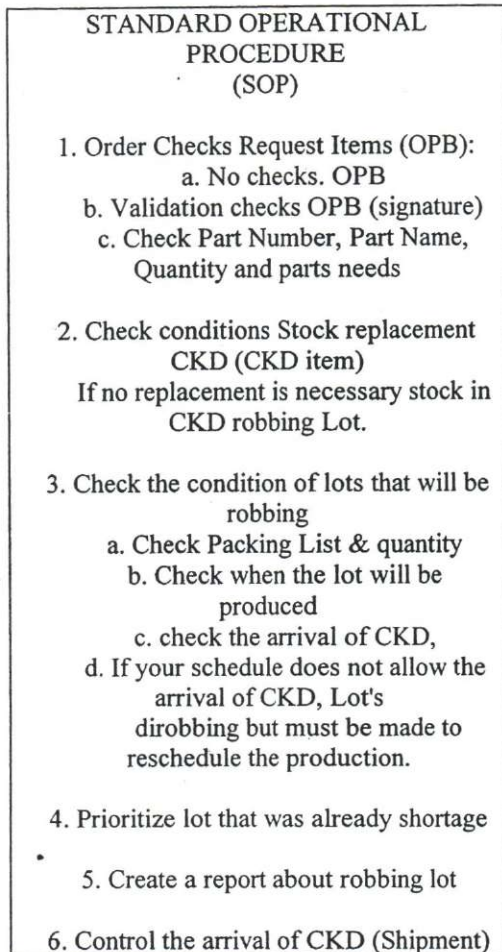 STANDARD OPERATIONAL
PROCEDURE
(SOP)
1. Order Checks Request Items (OPB):
a. No checks. OPB
b. Validation checks OPB (signature)
c. Check Part Number, Part Name,
Quantity and parts needs
2. Check conditions Stock replacement
CKD (CKD item)
If no replacement is necessary stock in
CKD robbing Lot.
3. Check the condition of lots that will be
robbing
a. Check Packing List & quantity
b. Check when the lot will be
produced
c. check the arrival of CKD,
d. If your schedule does not allow the
arrival of CKD, Lot's
dirobbing but must be made to
reschedule the production.
4. Prioritize lot that was already shortage
5. Create a report about robbing lot
6. Control the arrival of CKD (Shipment)